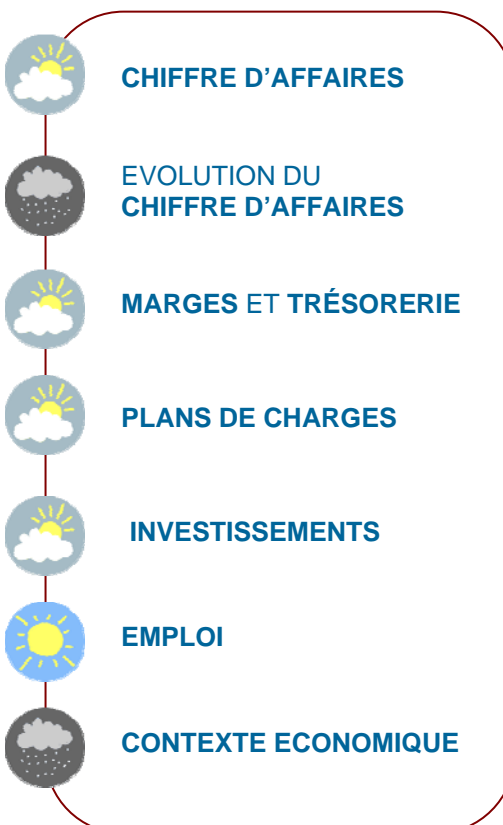 CHIFFRE D'AFFAIRES
EVOLUTION DU
CHIFFRE D'AFFAIRES
MARGES ET TRÉSORERIE
PLANS DE CHARGES
INVESTISSEMENTS
EMPLOI
CONTEXTE ECONOMIQUE